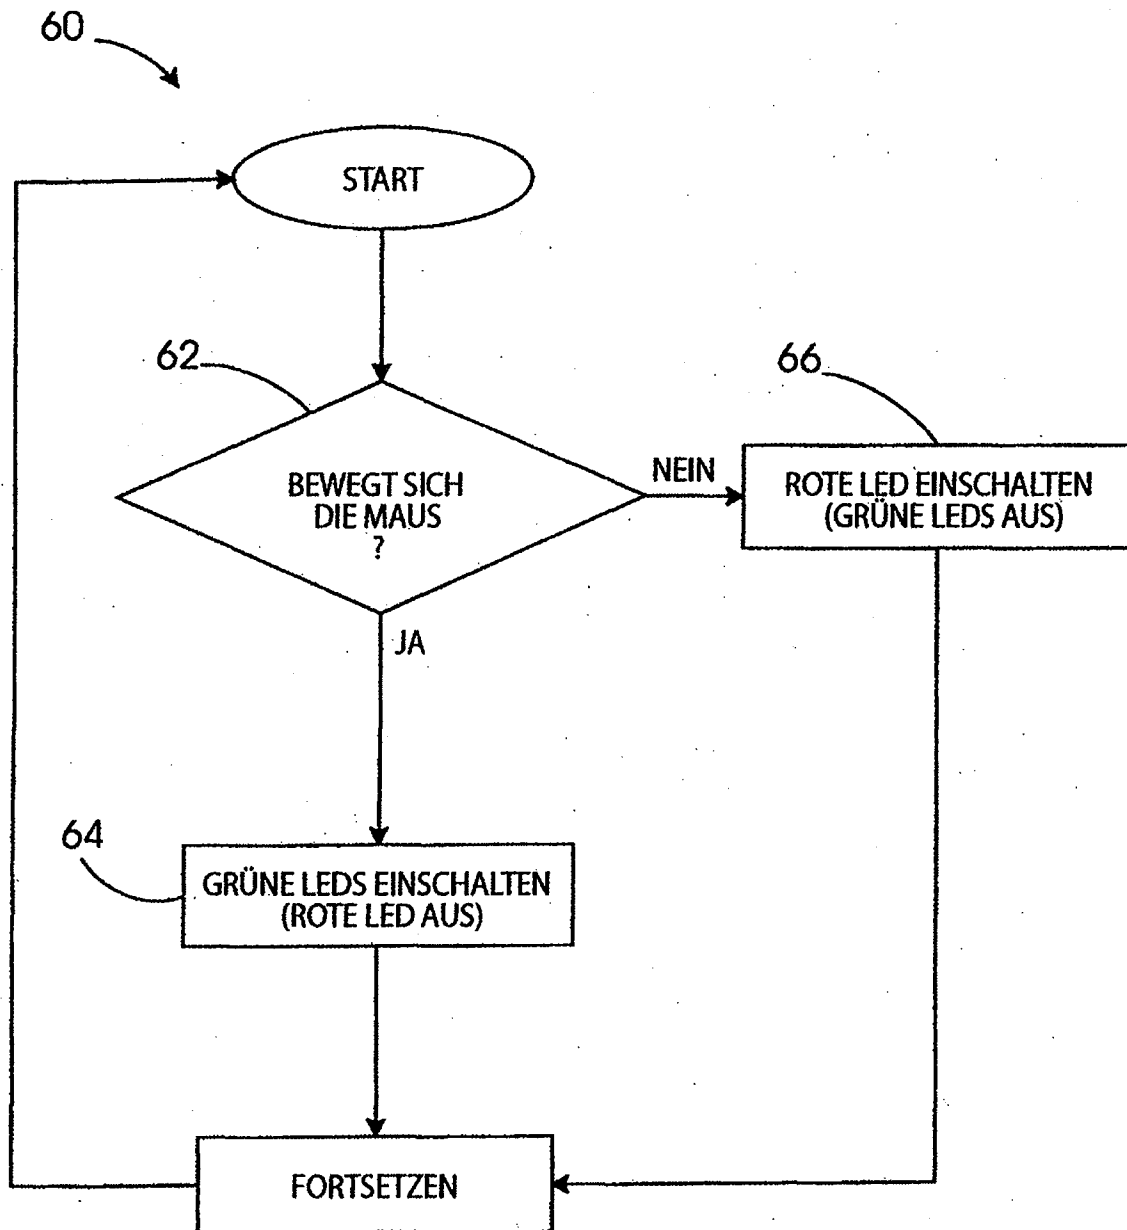 60
START
62
BEWEGT SICH
DIE MAUS
?
NEIN
66
ROTE LED EINSCHALTEN
(GRÜNE LEDS AUS)
JA
64
GRÜNE LEDS EINSCHALTEN
(ROTE LED AUS)
FORTSETZEN